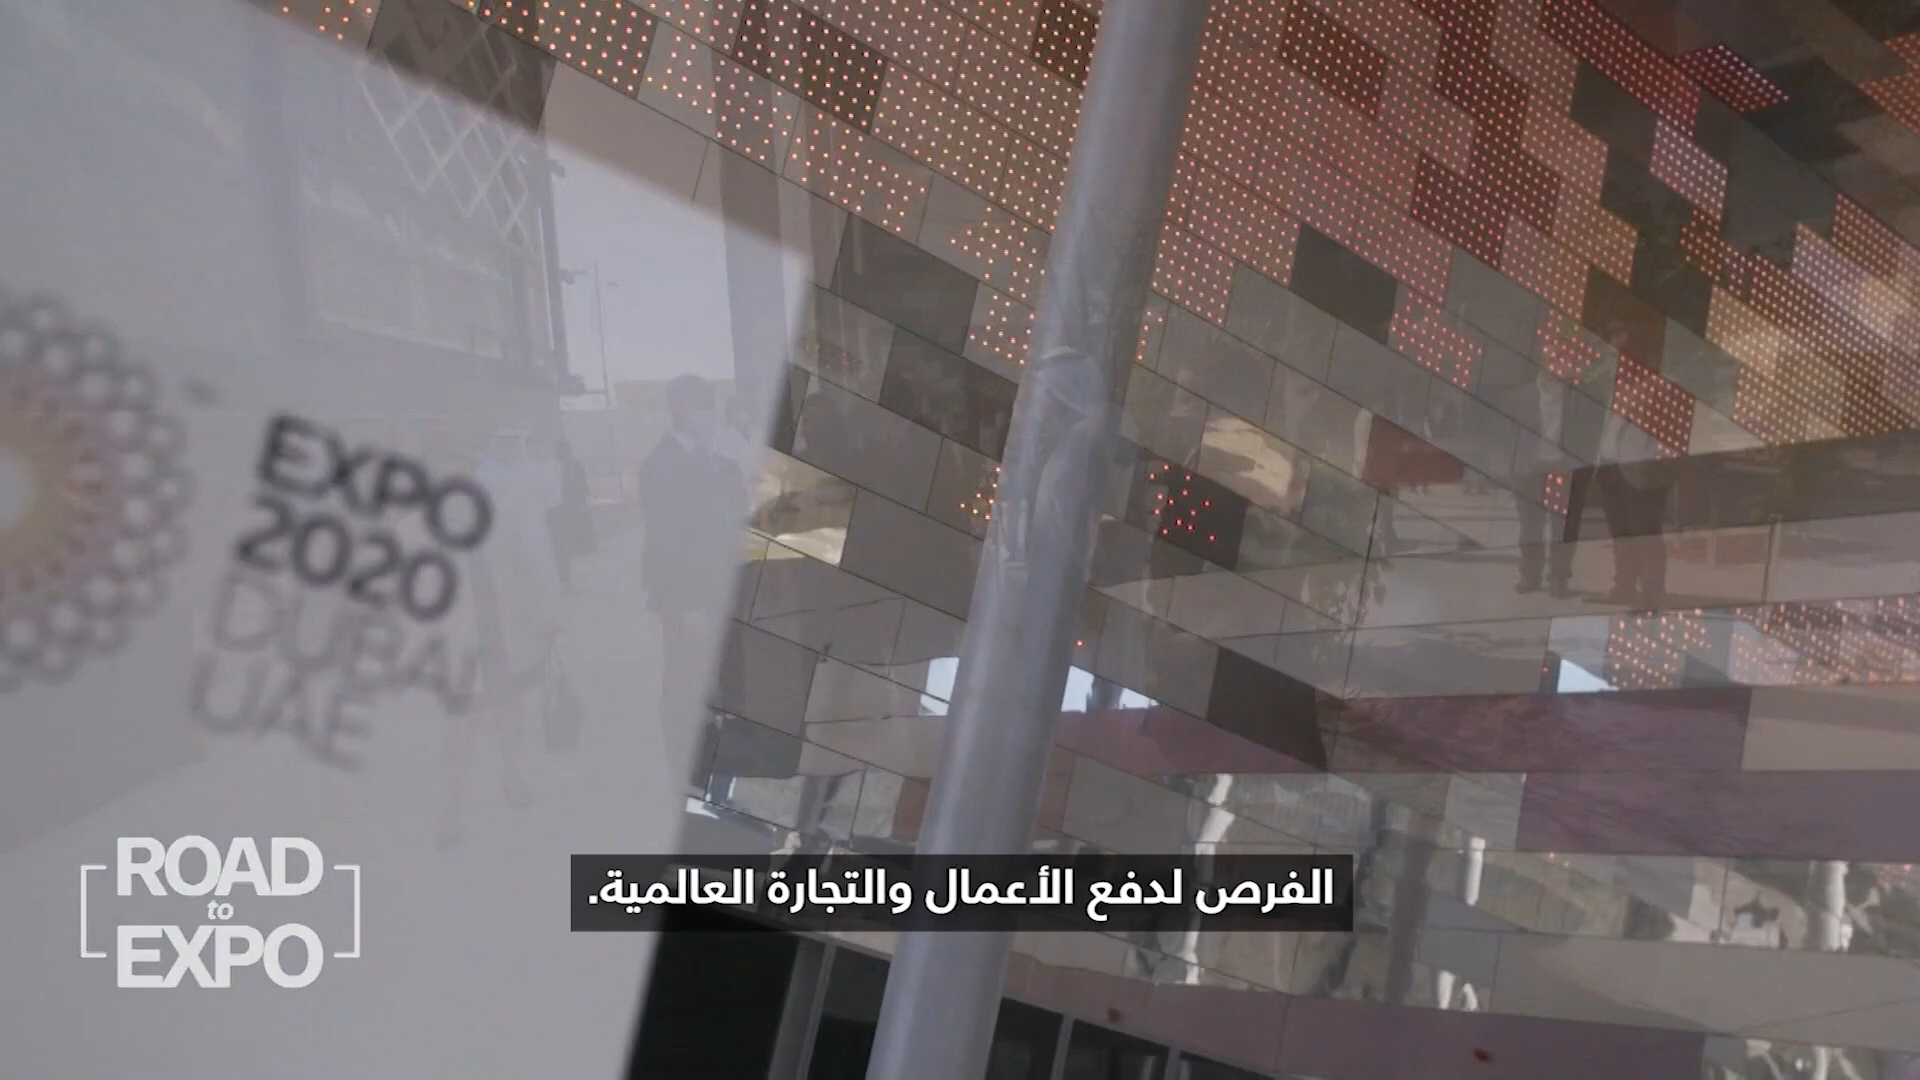 EXPO
2020
DUBAI
UAE
ROAD
to
EXPO
الفرص لدفع الأعمال والتجارة العالمية.